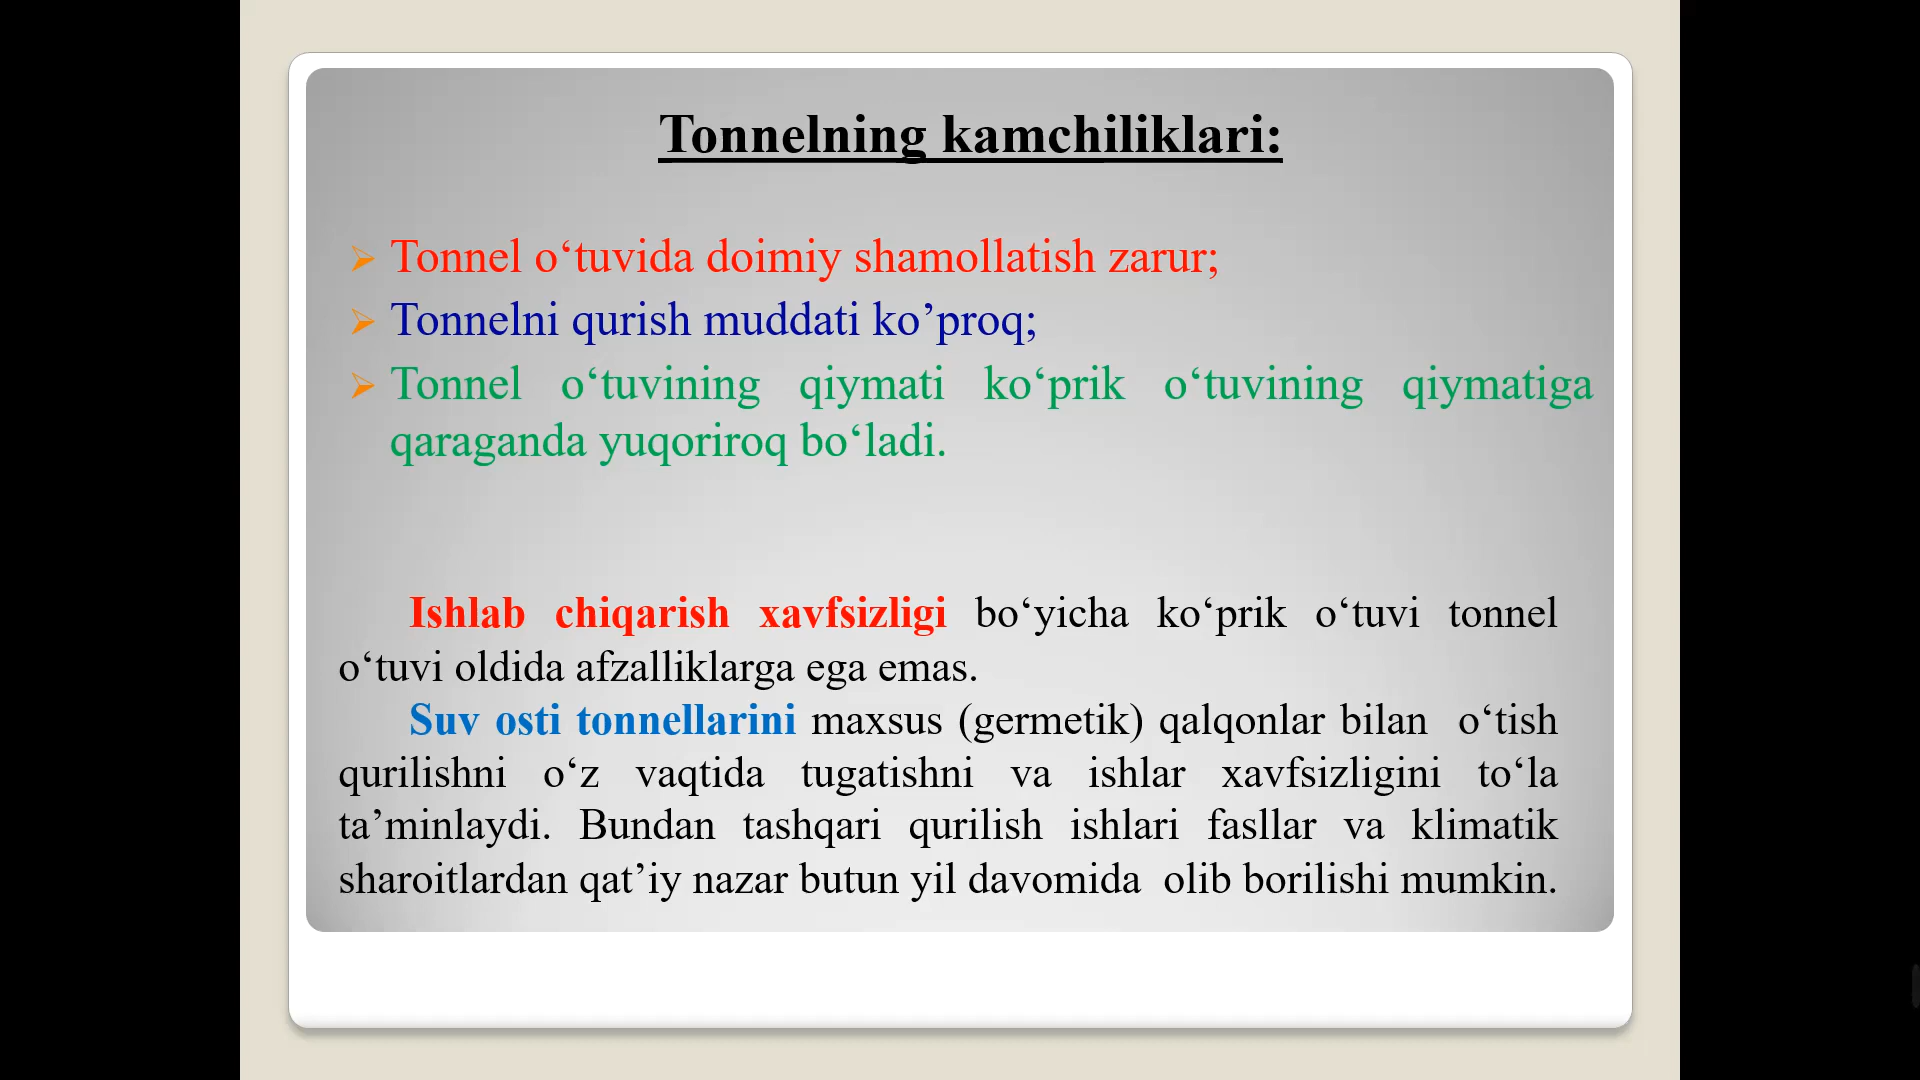 Tonnelning kamchiliklari:
Tonnel o‘tuvida doimiy shamollatish zarur;
Tonnelni qurish muddati ko’proq;
Tonnel o‘tuvining qiymati ko‘prik o‘tuvining qiymatiga
qaraganda yuqoriroq bo‘ladi.
Ishlab chiqarish xavfsizligi bo‘yicha ko‘prik o‘tuvi tonnel
o‘tuvi oldida afzalliklarga ega emas.
Suv osti tonnellarini maxsus (germetik) qalqonlar bilan o‘tish
qurilishni o‘z vaqtida tugatishni va ishlar xavfsizligini to‘la
ta’minlaydi. Bundan tashqari qurilish ishlari fasllar va klimatik
sharoitlardan qat’iy nazar butun yil davomida olib borilishi mumkin.